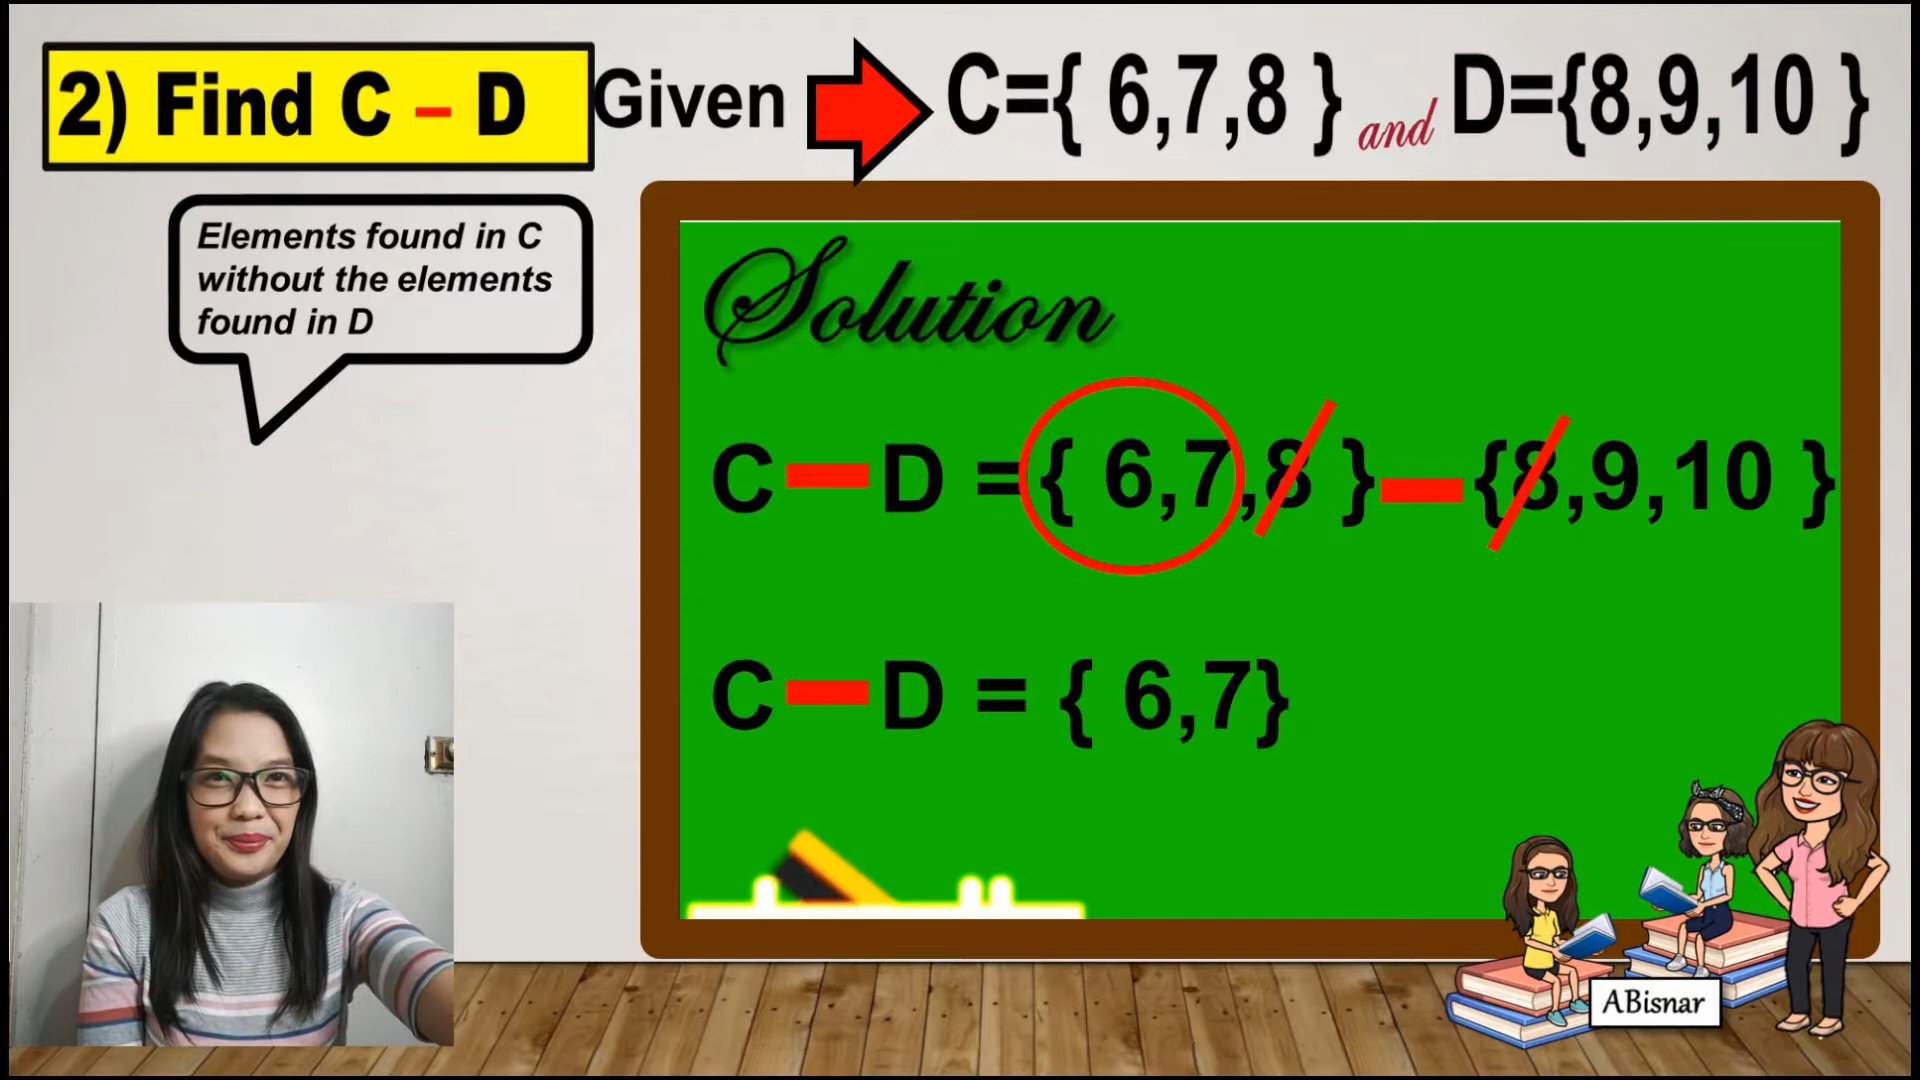 2) Find C – D
Given
C={ 6,7,8 } and D={8,9,10 }
Elements found in C
without the elements
found in D
Solution
C – D = { 6,7,8 } – {8,9,10 }
C – D = { 6,7}
ABisnar